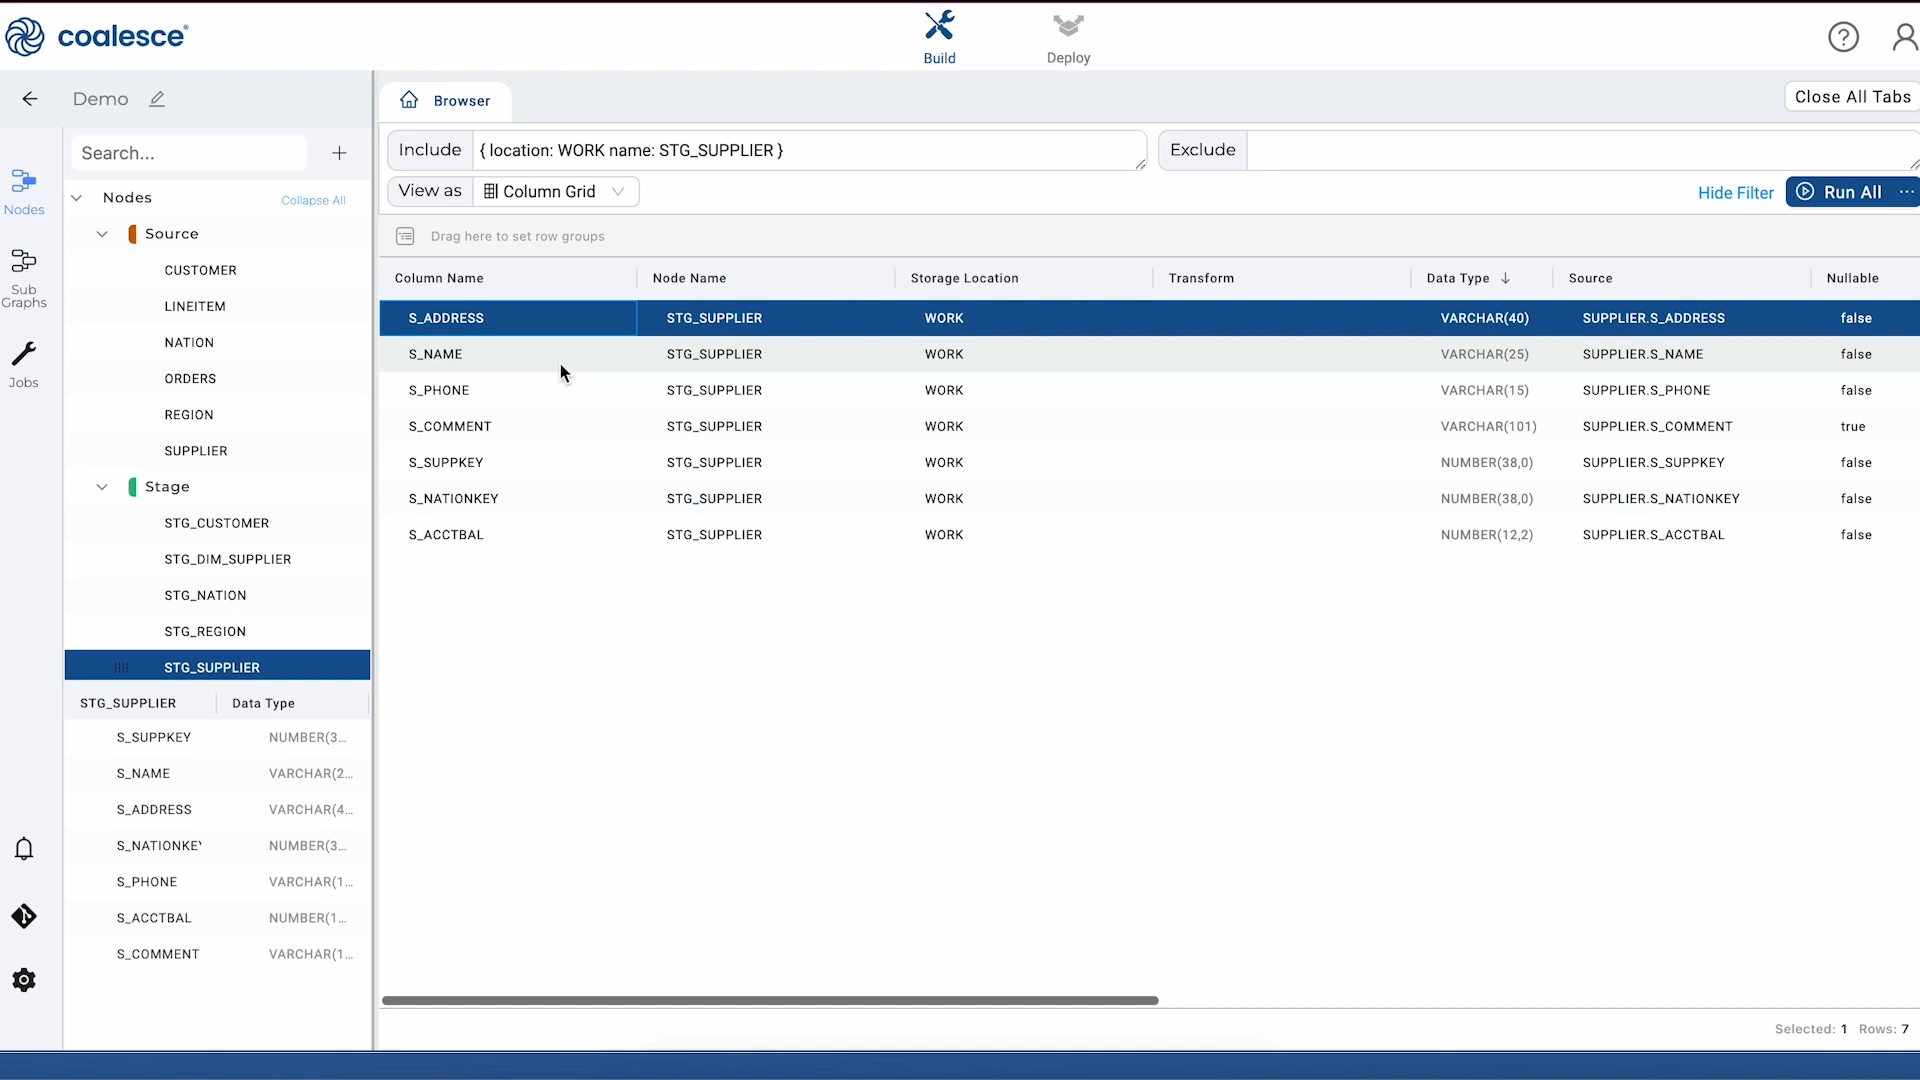 coalesce®
Build
Deploy
Demo
Browser
Close All Tabs
Search...
Include { location: WORK name: STG_SUPPLIER }
Exclude
View as Column Grid
Hide Filter
Run All ...
Drag here to set row groups
Nodes
Sub
Graphs
Jobs
Nodes Collapse All
Source
CUSTOMER
LINEITEM
NATION
ORDERS
REGION
SUPPLIER
Stage
STG_CUSTOMER
STG_DIM_SUPPLIER
STG_NATION
STG_REGION
STG_SUPPLIER
STG_SUPPLIER Data Type
S_SUPPKEY NUMBER(3...
S_NAME VARCHAR(2...
S_ADDRESS VARCHAR(4...
S_NATIONKE NUMBER(3...
S_PHONE VARCHAR(1...
S_ACCTBAL NUMBER(1...
S_COMMENT VARCHAR(1...
Column Name Node Name Storage Location Transform Data Type Source Nullable
S_ADDRESS STG_SUPPLIER WORK VARCHAR(40) SUPPLIER.S_ADDRESS false
S_NAME STG_SUPPLIER WORK VARCHAR(25) SUPPLIER.S_NAME false
S_PHONE STG_SUPPLIER WORK VARCHAR(15) SUPPLIER.S_PHONE false
S_COMMENT STG_SUPPLIER WORK VARCHAR(101) SUPPLIER.S_COMMENT true
S_SUPPKEY STG_SUPPLIER WORK NUMBER(38,0) SUPPLIER.S_SUPPKEY false
S_NATIONKEY STG_SUPPLIER WORK NUMBER(38,0) SUPPLIER.S_NATIONKEY false
S_ACCTBAL STG_SUPPLIER WORK NUMBER(12,2) SUPPLIER.S_ACCTBAL false
Selected: 1 Rows: 7